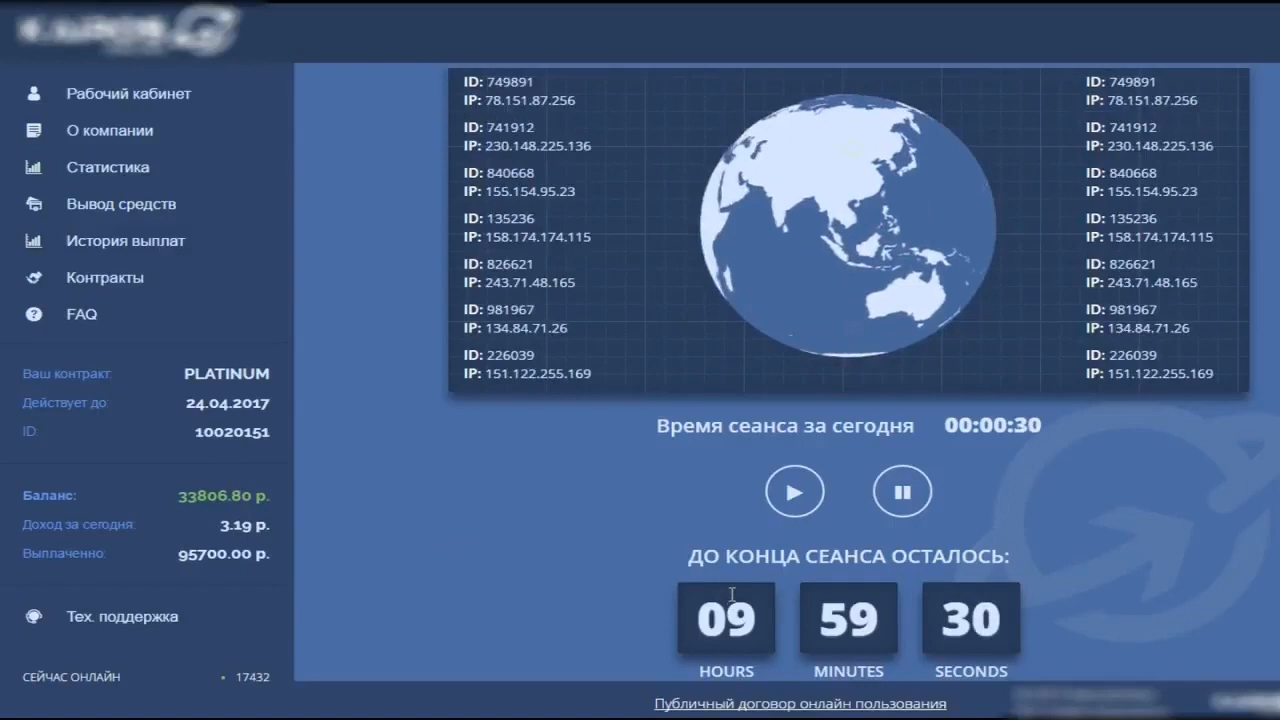 Рабочий кабинет
О компании
Статистика
Вывод средств
История выплат
Контракты
FAQ
Ваш контракт: PLATINUM
Действует до: 24.04.2017
ID: 10020151
Баланс: 33806.80 р.
Доход за сегодня: 3.19 р.
Выплаченно: 95700.00 р.
Тех. поддержка
СЕЙЧАС ОНЛАЙН • 17432
ID: 749891
IP: 78.151.87.256
ID: 741912
IP: 230.148.225.136
ID: 840668
IP: 155.154.95.23
ID: 135236
IP: 158.174.174.115
ID: 826621
IP: 243.71.48.165
ID: 981967
IP: 134.84.71.26
ID: 226039
IP: 151.122.255.169
ID: 749891
IP: 78.151.87.256
ID: 741912
IP: 230.148.225.136
ID: 840668
IP: 155.154.95.23
ID: 135236
IP: 158.174.174.115
ID: 826621
IP: 243.71.48.165
ID: 981967
IP: 134.84.71.26
ID: 226039
IP: 151.122.255.169
Время сеанса за сегодня 00:00:30
ДО КОНЦА СЕАНСА ОСТАЛОСЬ:
09 59 30
HOURS MINUTES SECONDS
Публичный договор онлайн пользования